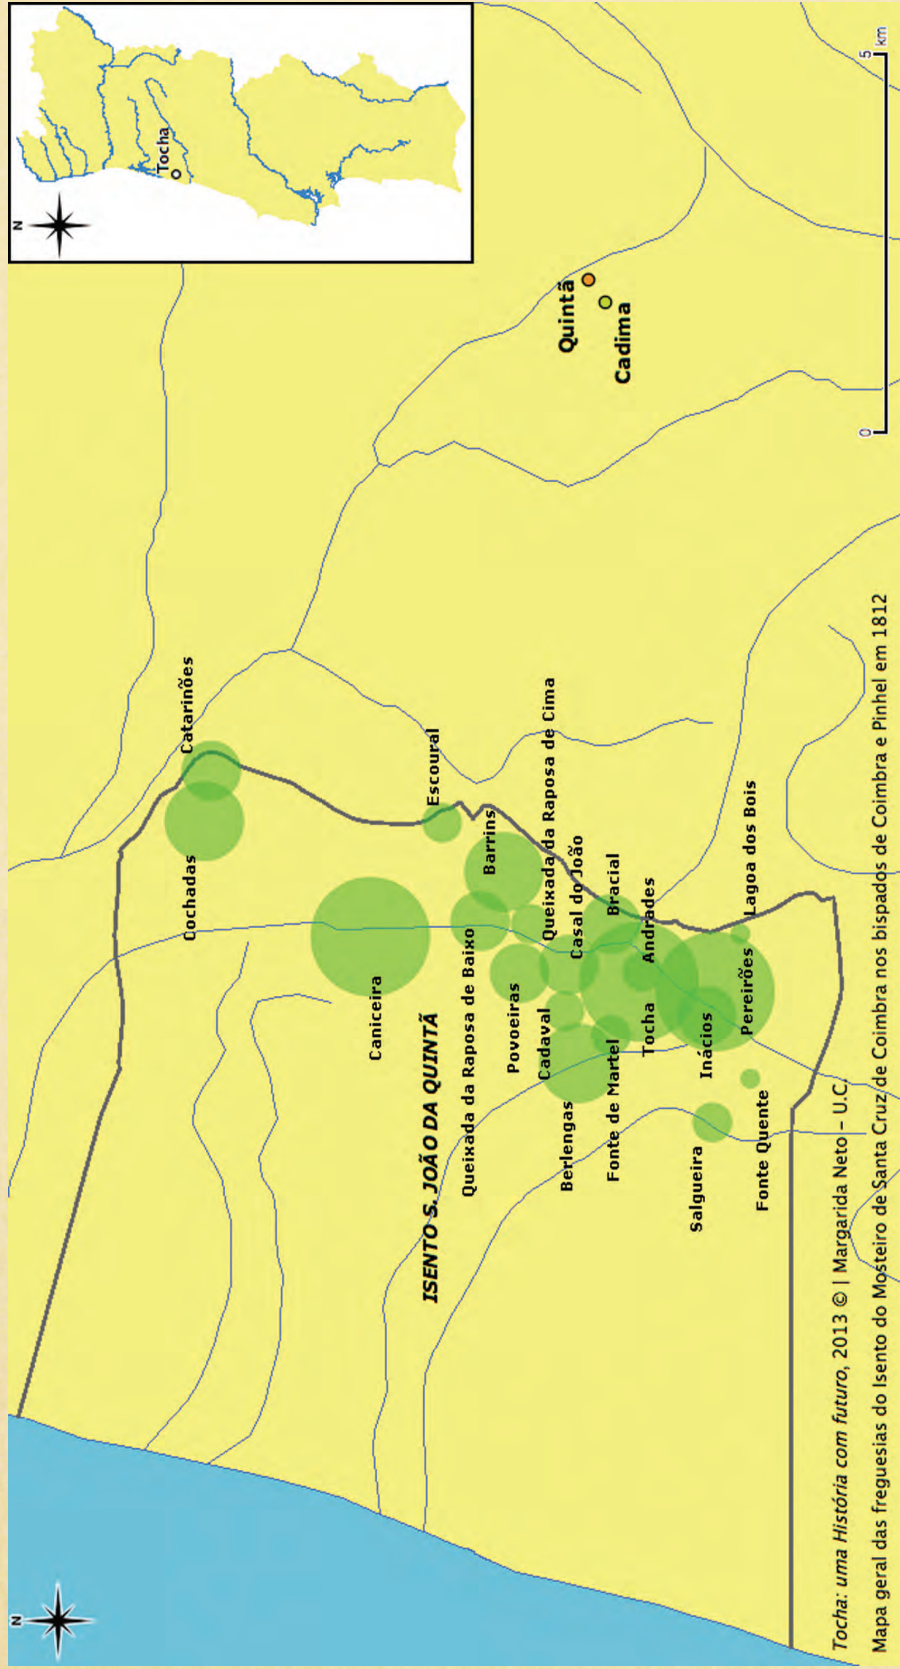 N
Tocha
N
Catarinões
Cochadas
Caniceira
Escoural
ISENTO S. JOÃO DA QUINTÃ
Barrins
Queixada da Raposa de Baixo
Povoeiras
Queixada da Raposa de Cima
Cadaval
Casal do João
Berlengas
Bracial
Fonte de Martel
Andrades
Tocha
Quintã
Cadima
Salgueira
Inácios
Lagoa dos Bois
Pereirões
Fonte Quente
0 5
km
Tocha: uma História com futuro, 2013 © | Margarida Neto – U.C.
Mapa geral das freguesias do Isento do Mosteiro de Santa Cruz de Coimbra nos bispados de Coimbra e Pinhel em 1812